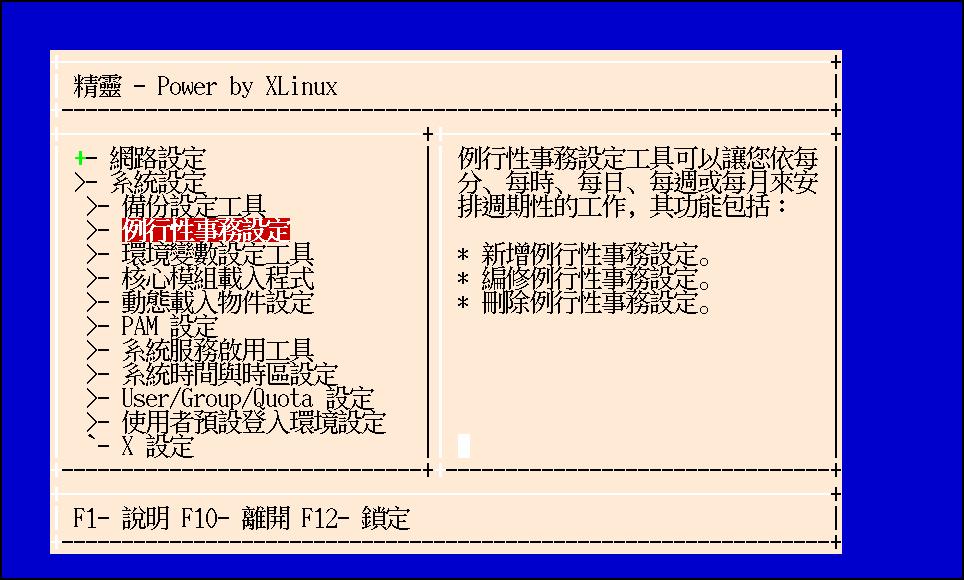 精靈 - Power by XLinux
+- 網路設定
>- 系統設定
>- 備份設定工具
>- 例行性事務設定
>- 環境變數設定工具
>- 核心模組載入程式
>- 動態載入物件設定
>- PAM 設定
>- 系統服務啟用工具
>- 系統時間與時區設定
>- User/Group/Quota 設定
>- 使用者預設登入環境設定
`- X 設定
例行性事務設定工具可以讓您依每
分、每時、每日、每週或每月來安
排週期性的工作, 其功能包括：
* 新增例行性事務設定。
* 編修例行性事務設定。
* 刪除例行性事務設定。
F1- 說明 F10- 離開 F12- 鎖定